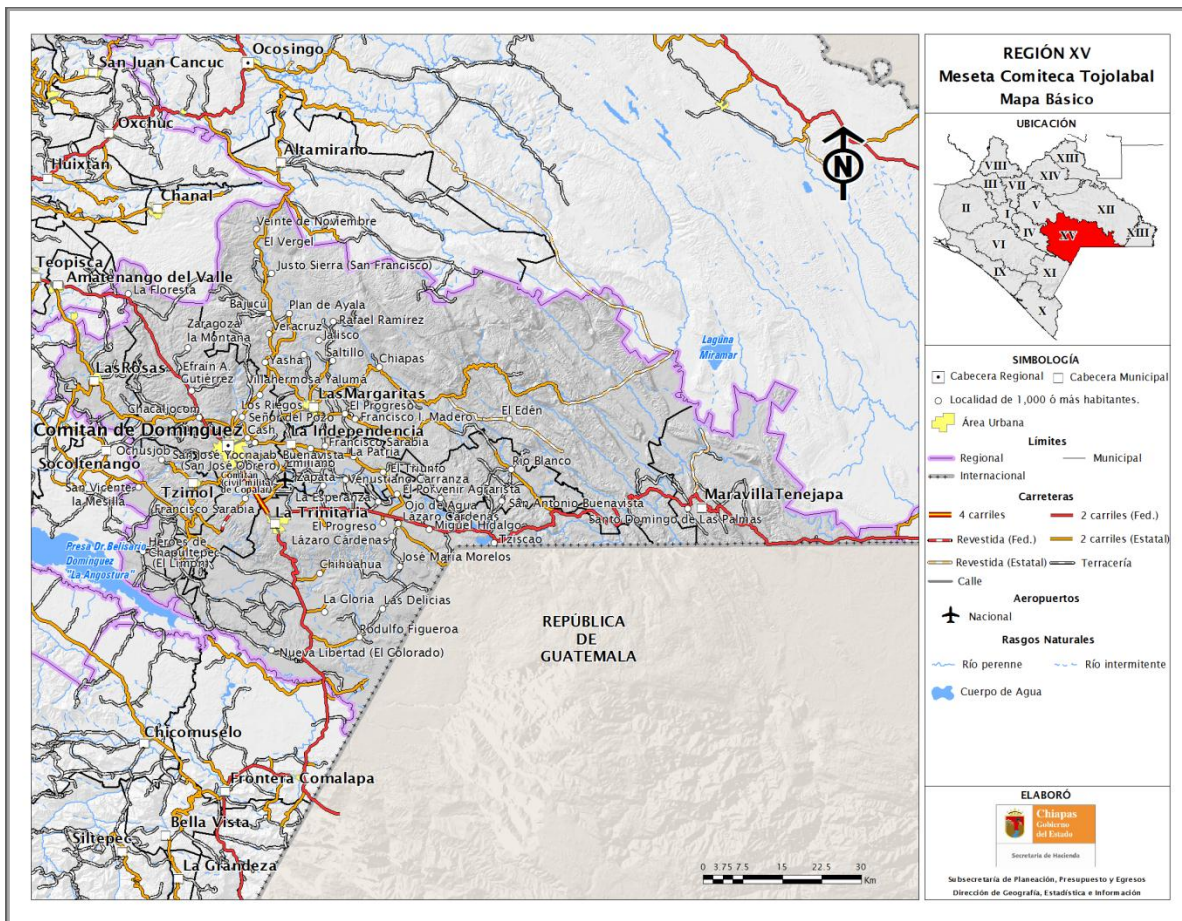 Ocosingo
San Juan Cancuc
Oxchuc
Altamirano
Huixtán
Chanal
Veinte de Noviembre
El Vergel
Teopisca
Amatenango del Valle
Justo Sierra (San Francisco)
La Floresta
Bajucú
Plan de Ayala
Rafael Ramírez
Zaragoza
la Montaña
Veracruz
Jalisco
Laguna
Miramar
Efraín A.
Gutiérrez
Yasha
Saltillo
Chiapas
LasRosas
Villahermosa Yalumá
LasMargaritas
Chacaljocom
Los Riegos
El Progreso
El Edén
Señor del Pozo
Francisco I. Madero
Comitán de Domínguez
Cash
La Independencia
Ochusjob
Francisco Sarabia
San José Yocnajab
Buenavista
La Patria
Socoltenango
San José Obrero
Emiliano
Zapata
El Triunfo
Río Blanco
Comitán
(civil militar
de Copalar)
Venustiano Carranza
San Vicente
la Mesilla
Tzimol
La Esperanza
El Porvenir Agrarista
MaravillaTenejapa
Francisco Sarabia
Ojo de Agua
San Antonio Buenavista
La Trinitaria
Lázaro Cárdenas
Santo Domingo de Las Palmas
El Progreso
Miguel Hidalgo
Lázaro Cárdenas
Tziscao
Presa Dr. Belisario
Domínguez
"La Angostura"
Héroes de
Chapultepec
(El Limón)
José María Morelos
Chihuahua
La Gloria
Las Delicias
REPÚBLICA
DE
GUATEMALA
Rodulfo Figueroa
Nueva Libertad (El Colorado)
Chicomuselo
Frontera Comalapa
Bella Vista
Siltepec
La Grandeza
0 3.75 7.5 15 22.5 30
Km
N
REGIÓN XV
Meseta Comiteca Tojolabal
Mapa Básico
UBICACIÓN
VIII
XIII
XIV
III
VII
II
I
V
XII
IV
XV
XIII
VI
IX
XI
X
SIMBOLOGÍA
Cabecera Regional
Cabecera Municipal
Localidad de 1,000 ó más habitantes.
Área Urbana
Límites
Regional
Municipal
Internacional
Carreteras
4 carriles
2 carriles (Fed.)
Revestida (Fed.)
2 carriles (Estatal)
Revestida (Estatal)
Terracería
Calle
Aeropuertos
Nacional
Rasgos Naturales
Río perenne
Río intermitente
Cuerpo de Agua
ELABORÓ
Chiapas
Gobierno
del Estado
Secretaría de Hacienda
Subsecretaría de Planeación, Presupuesto y Egresos
Dirección de Geografía, Estadística e Información